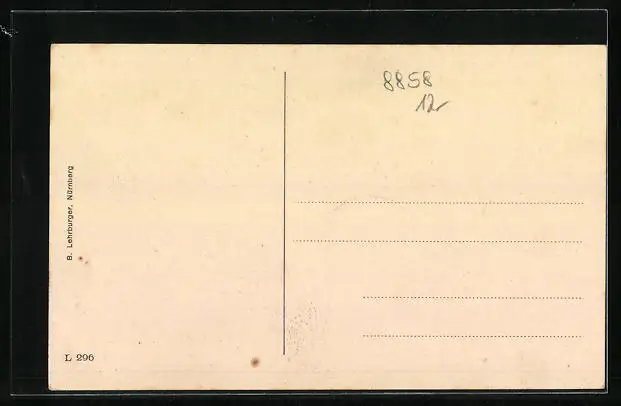 8858
12,-
B. Lehrburger, Nürnberg
L 296